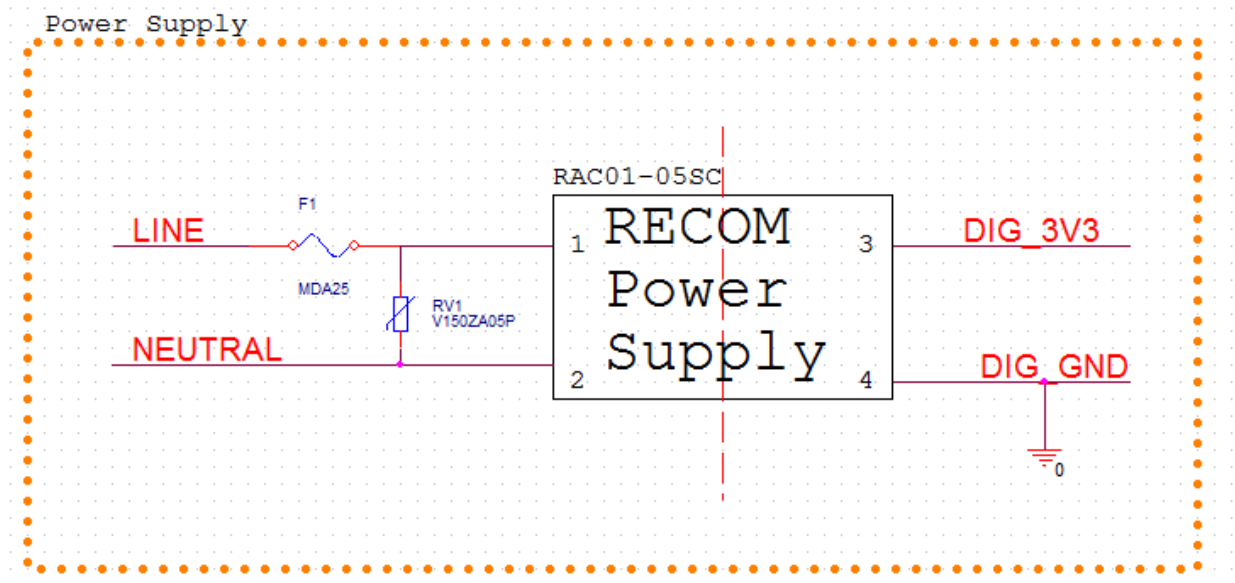 Power Supply
RAC01-05SC
F1
LINE
MDA25
RV1
V150ZA05P
NEUTRAL
1
2
RECOM
Power
Supply
3
4
DIG_3V3
DIG_GND
0